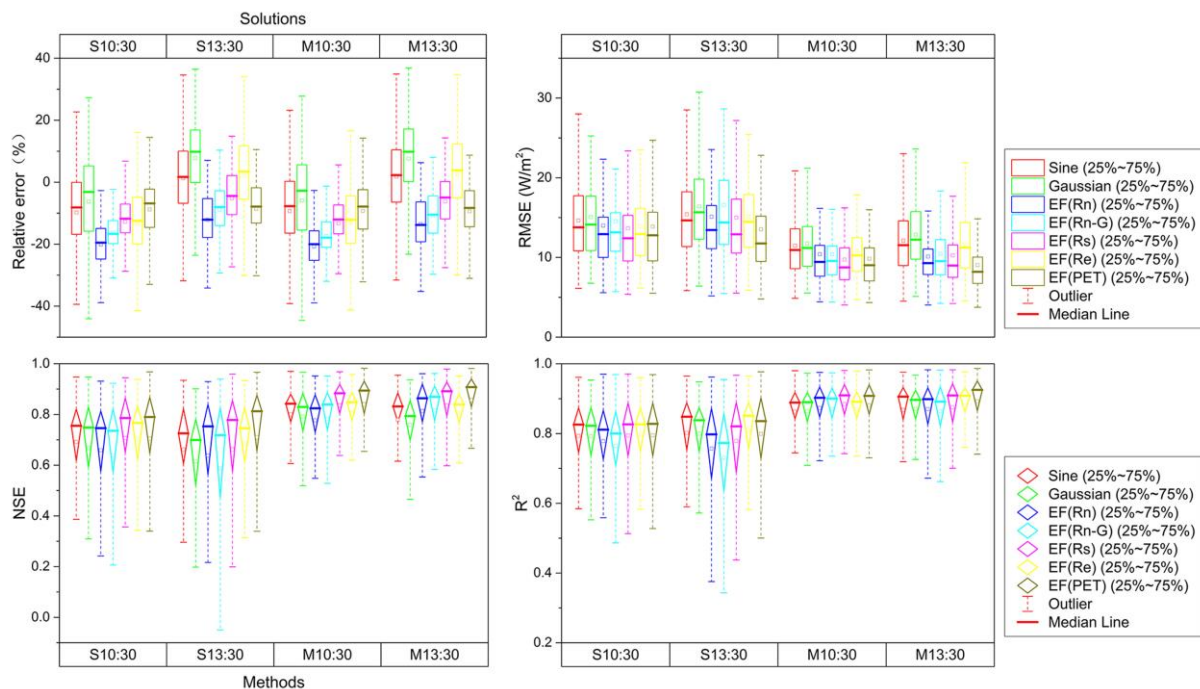 Solutions
S10:30 S13:30 M10:30 M13:30
40
20
0
-20
-40
Relative error (%)
S10:30 S13:30 M10:30 M13:30
30
20
10
0
RMSE (W/m²)
Sine (25%~75%)
Gaussian (25%~75%)
EF(Rn) (25%~75%)
EF(Rn-G) (25%~75%)
EF(Rs) (25%~75%)
EF(Re) (25%~75%)
EF(PET) (25%~75%)
Outlier
Median Line
1.0
0.8
0.6
0.4
0.2
0.0
NSE
S10:30 S13:30 M10:30 M13:30
Methods
1.0
0.8
0.6
0.4
0.2
R²
S10:30 S13:30 M10:30 M13:30
Sine (25%~75%)
Gaussian (25%~75%)
EF(Rn) (25%~75%)
EF(Rn-G) (25%~75%)
EF(Rs) (25%~75%)
EF(Re) (25%~75%)
EF(PET) (25%~75%)
Outlier
Median Line